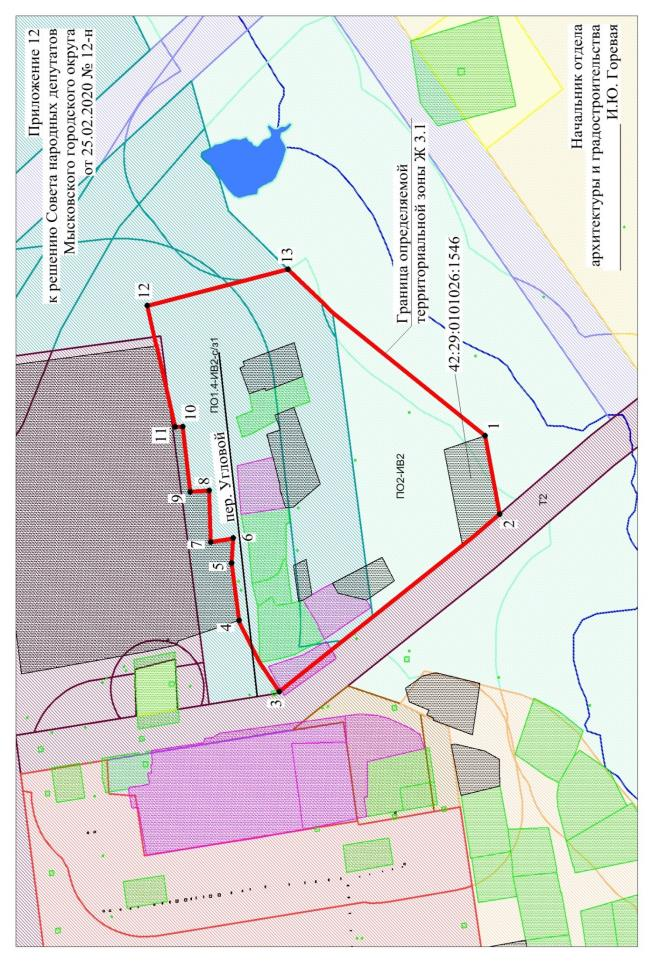 Приложение 12
к решению Совета народных депутатов
Мысковского городского округа
от 25.02.2020 № 12-н
12
13
ПО1.4-ИВ2-с/з1
11
10
9
8
пер. Угловой
7
6
5
4
3
Граница определяемой
территориальной зоны Ж 3.1
42:29:0101026:1546
1
2
ПО2-ИВ2
Т2
Начальник отдела
архитектуры и градостроительства
И.Ю. Горевая